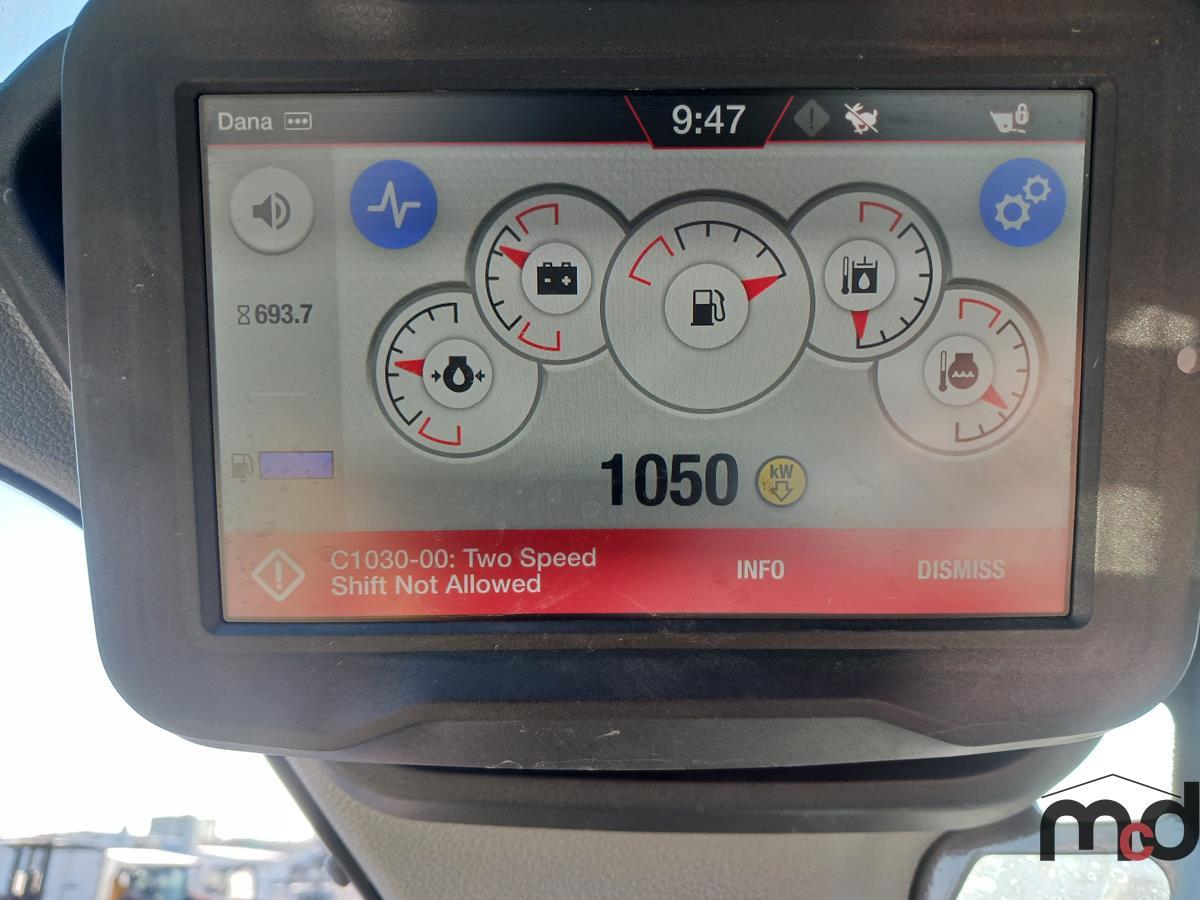 Dana
9:47
693.7
1050
kW
C1030-00: Two Speed
Shift Not Allowed
INFO
DISMISS
mcd